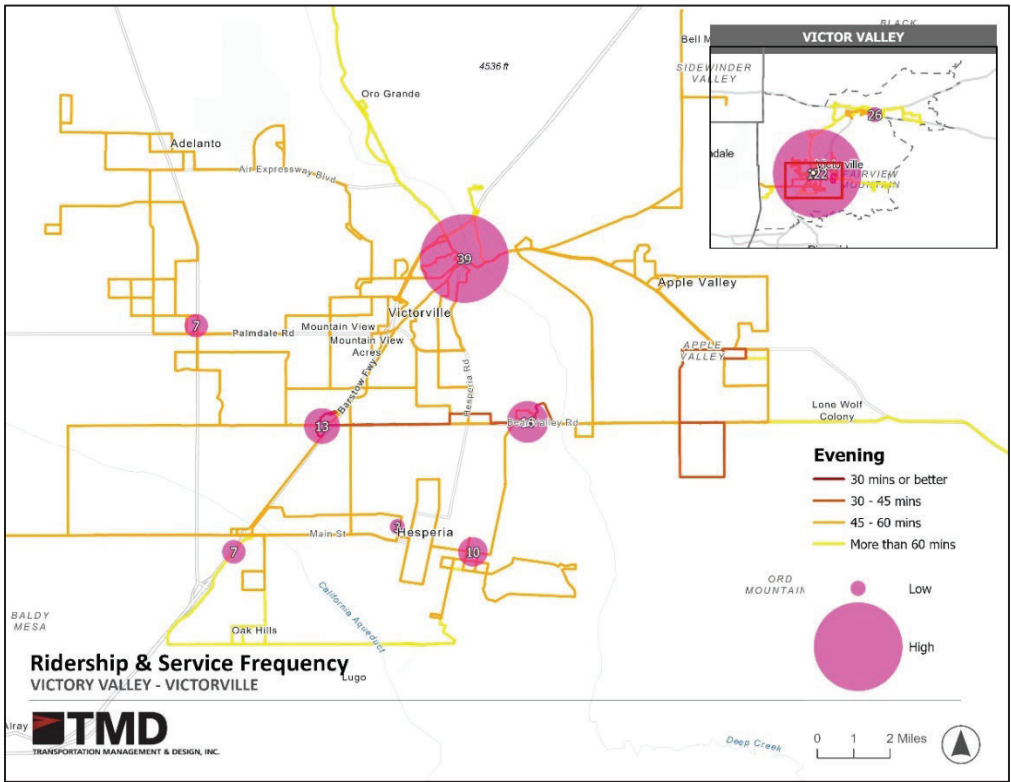 VICTOR VALLEY
BLACK
26
ndale
Victorville
122
FAIRVIEW
MOUNTAIN
Bell M
SIDEWINDER
VALLEY
4536 ft
Oro Grande
Adelanto
Air Expressway Blvd
39
Apple Valley
Victorville
7
Palmdale Rd
Mountain View
Mountain View
Acres
Barstow Fwy
Hesperia Rd
APPLE
VALLEY
Lone Wolf
Colony
13
Bear Valley Rd
Evening
30 mins or better
30 - 45 mins
45 - 60 mins
More than 60 mins
Main St
Hesperia
7
10
ORD
MOUNTAIN
Low
High
BALDY
MESA
California Aqueduct
Oak Hills
Lugo
Ridership & Service Frequency
VICTORY VALLEY - VICTORVILLE
Alray
TMD
TRANSPORTATION MANAGEMENT & DESIGN, INC.
Deep Creek
0 1 2 Miles